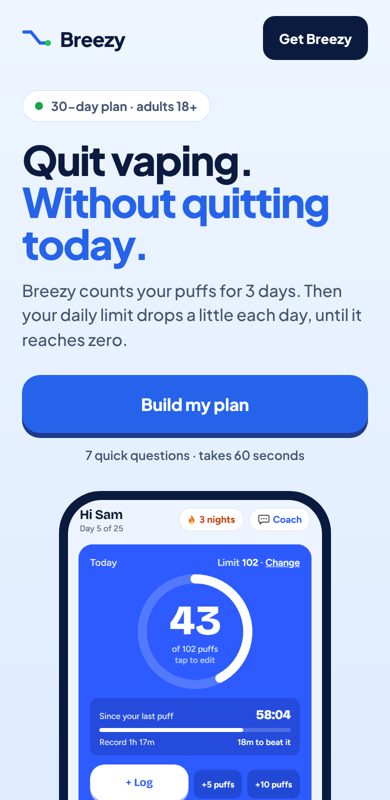 Breezy
Get Breezy
30-day plan · adults 18+
Quit vaping.
Without quitting
today.
Breezy counts your puffs for 3 days. Then
your daily limit drops a little each day, until it
reaches zero.
Build my plan
7 quick questions · takes 60 seconds
Hi Sam
Day 5 of 25
🔥 3 nights
💬 Coach
Today
Limit 102 · Change
43
of 102 puffs
tap to edit
Since your last puff
58:04
Record 1h 17m
18m to beat it
+ Log
+5 puffs
+10 puffs